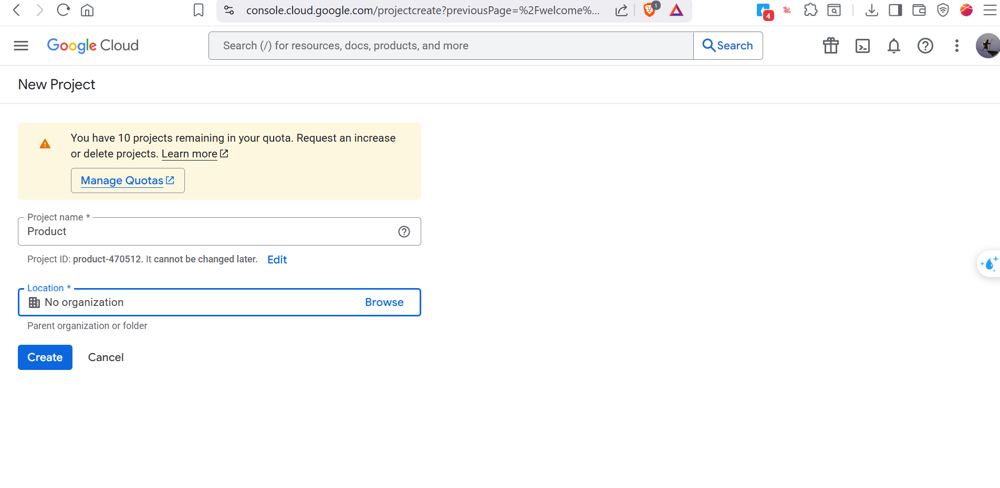 console.cloud.google.com/projectcreate?previousPage=%2Fwelcome%...
1
4
Google Cloud
Search (/) for resources, docs, products, and more
Search
New Project
You have 10 projects remaining in your quota. Request an increase
or delete projects. Learn more
Manage Quotas
Project name *
Product
Project ID: product-470512. It cannot be changed later. Edit
Location *
No organization
Browse
Parent organization or folder
Create
Cancel